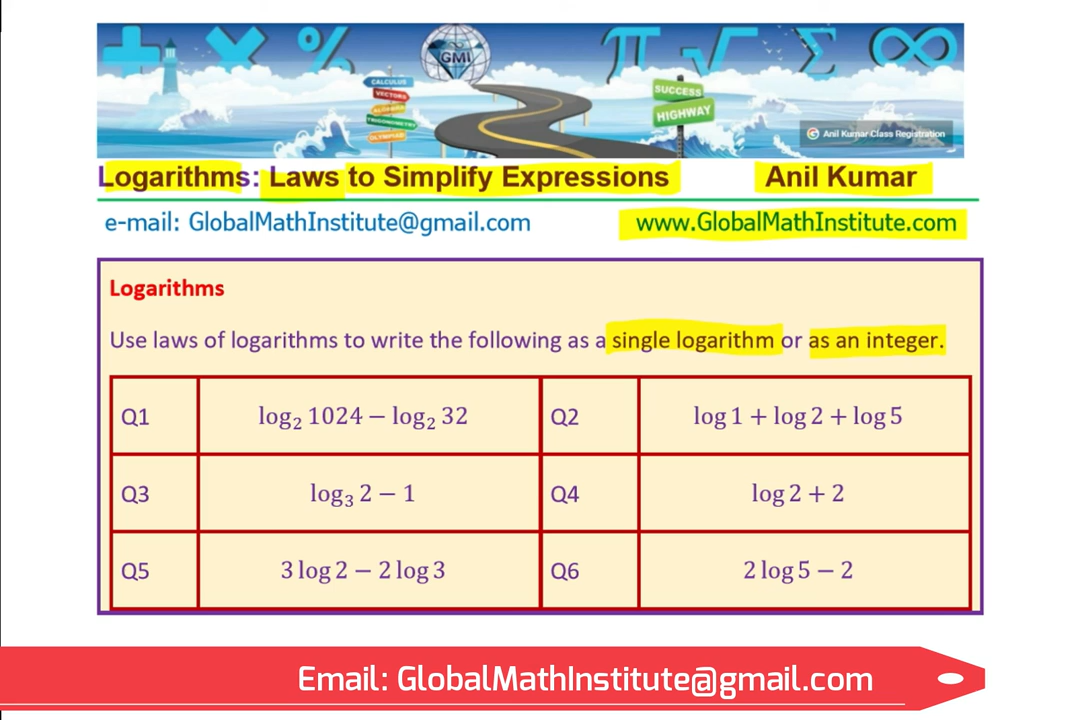 GMI
CALCULUS
VECTORS
ALGEBRA
TRIGONOMETRY
OLYMPIAD
SUCCESS
HIGHWAY
G Anil Kumar Class Registration
Logarithms: Laws to Simplify Expressions Anil Kumar
e-mail: GlobalMathInstitute@gmail.com www.GlobalMathInstitute.com
Logarithms
Use laws of logarithms to write the following as a single logarithm or as an integer.
Q1 log₂ 1024 − log₂ 32 Q2 log 1 + log 2 + log 5
Q3 log₃ 2 − 1 Q4 log 2 + 2
Q5 3 log 2 − 2 log 3 Q6 2 log 5 − 2
Email: GlobalMathInstitute@gmail.com